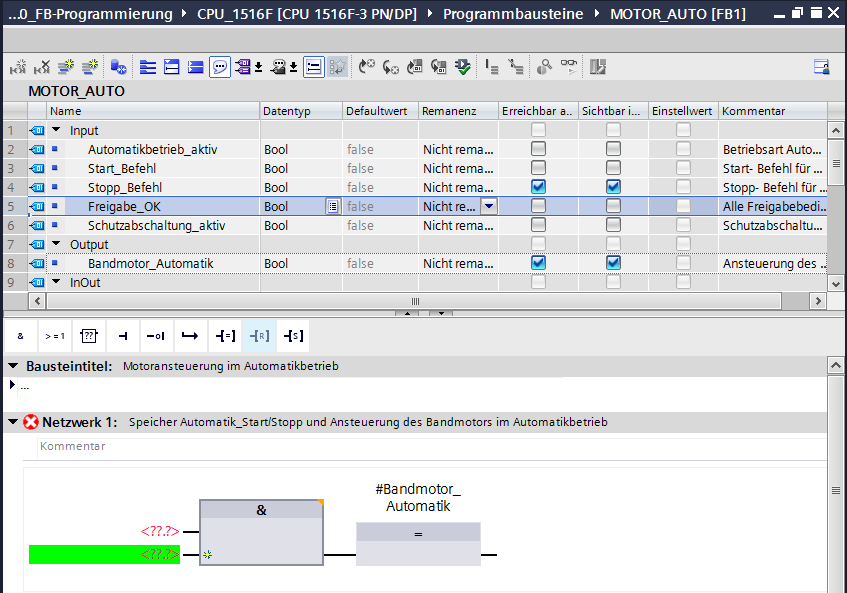 ...0_FB-Programmierung CPU_1516F [CPU 1516F-3 PN/DP] Programmbausteine MOTOR_AUTO [FB1]
MOTOR_AUTO
Name Datentyp Defaultwert Remanenz Erreichbar a... Sichtbar i... Einstellwert Kommentar
1 Input
2 Automatikbetrieb_aktiv Bool false Nicht rema... Betriebsart Auto...
3 Start_Befehl Bool false Nicht rema... Start- Befehl für ...
4 Stopp_Befehl Bool false Nicht rema... Stopp- Befehl für ...
5 Freigabe_OK Bool false Nicht re... Alle Freigabebedi...
6 Schutzabschaltung_aktiv Bool false Nicht rema... Schutzabschaltu...
7 Output
8 Bandmotor_Automatik Bool false Nicht rema... Ansteuerung des ...
9 InOut
& >=1 [??] -[=] -[R] -[S]
Bausteintitel: Motoransteuerung im Automatikbetrieb
...
Netzwerk 1: Speicher Automatik_Start/Stopp und Ansteuerung des Bandmotors im Automatikbetrieb
Kommentar
#Bandmotor_
Automatik
&
=
<??.?>
<??.?>